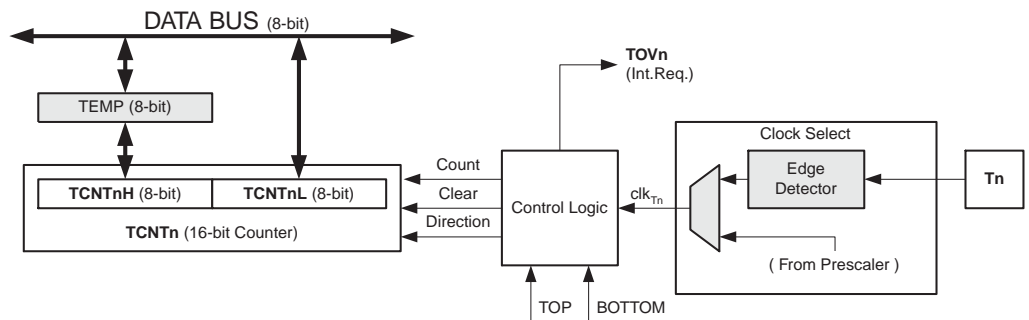 DATA BUS (8-bit)
TEMP (8-bit)
TCNTnH (8-bit)
TCNTnL (8-bit)
TCNTn (16-bit Counter)
Count
Clear
Direction
Control Logic
TOVn
(Int.Req.)
TOP
BOTTOM
clkTn
Clock Select
Edge
Detector
( From Prescaler )
Tn